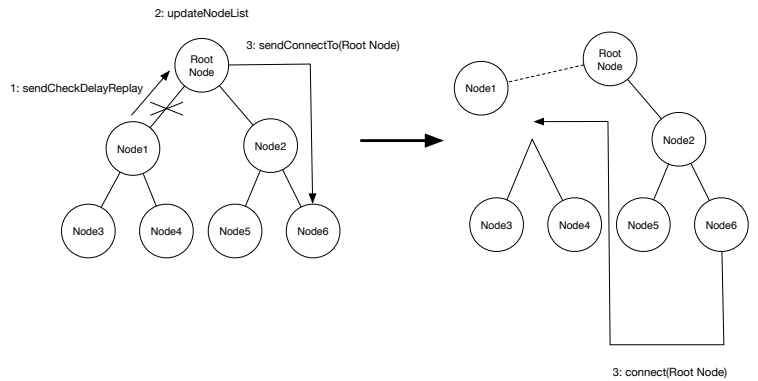 2: updateNodeList
3: sendConnectTo(Root Node)
1: sendCheckDelayReplay
Root
Node
Node1
Node2
Node3
Node4
Node5
Node6
Root
Node
Node1
Node2
Node3
Node4
Node5
Node6
3: connect(Root Node)